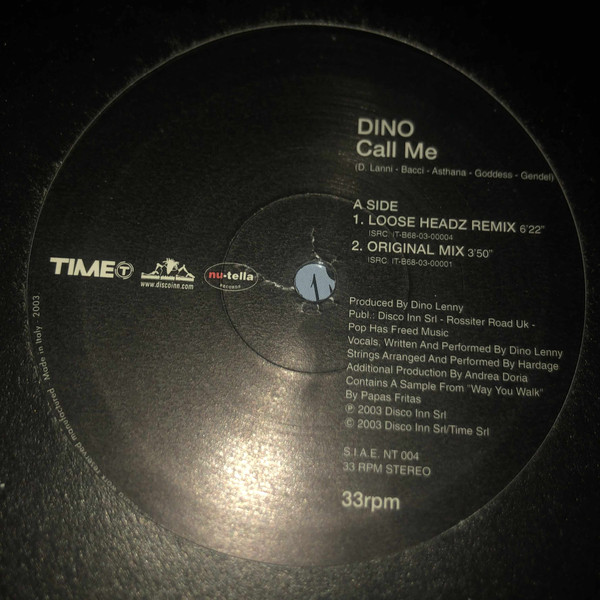 DINO
Call Me
(D. Lanni - Bacci - Asthana - Goddess - Gendel)
A SIDE
1. LOOSE HEADZ REMIX 6'22"
ISRC: IT-B68-03-00004
2. ORIGINAL MIX 3'50"
ISRC: IT-B68-03-00001
TIME T
www.discoinn.com
nu-tella
RECORDS
Produced By Dino Lenny
Publ.: Disco Inn Srl - Rossiter Road Uk -
Pop Has Freed Music
Vocals, Written And Performed By Dino Lenny
Strings Arranged And Performed By Hardage
Additional Production By Andrea Doria
Contains A Sample From "Way You Walk"
By Papas Fritas
℗ 2003 Disco Inn Srl
© 2003 Disco Inn Srl/Time Srl
S.I.A.E. NT 004
33 RPM STEREO
33rpm
reserved manufactured. Made in Italy - 2003